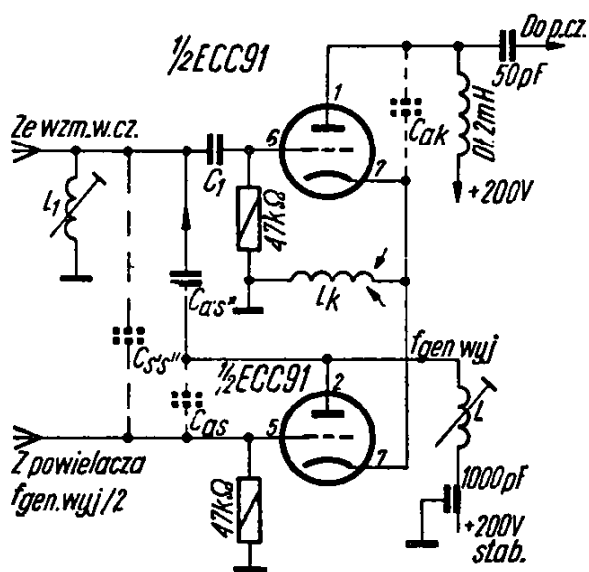 Do p.cz.
½ECC91
50pF
1
Cak
Dł. 2mH
Ze wzm.w.cz.
6
C1
7
+200V
L1
47kΩ
Lk
Ca's"
Cs's"
½ECC91
fgen wyj
2
Cas
L
5
7
Z powielacza
fgen.wyj/2
47kΩ
1000pF
+200V
stab.